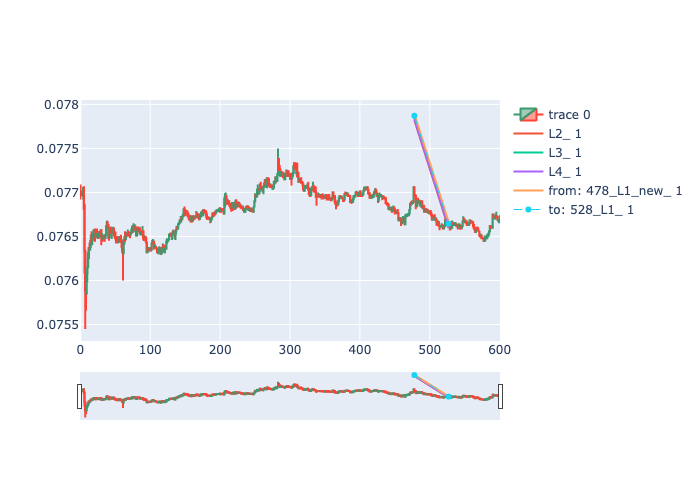 0.078
0.0775
0.077
0.0765
0.076
0.0755
0
100
200
300
400
500
600
trace 0
L2_ 1
L3_ 1
L4_ 1
from: 478_L1_new_ 1
to: 528_L1_ 1